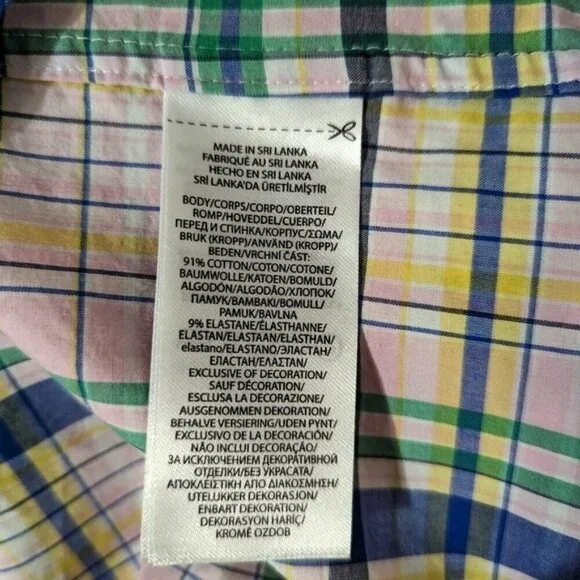 MADE IN SRI LANKA
FABRIQUÉ AU SRI LANKA
HECHO EN SRI LANKA
SRİ LANKA'DA ÜRETİLMİŞTİR
BODY/CORPS/CORPO/OBERTEIL/
ROMP/HOVEDDEL/CUERPO/
ПЕРЕД И СПИНКА/КОРПУС/ΣΩΜΑ/
BRUK (KROPP)/ANVÄND (KROPP)/
BEDEN/VRCHNÍ ČÁST:
91% COTTON/COTON/COTONE/
BAUMWOLLE/KATOEN/BOMULD/
ALGODÓN/ALGODÃO/ХЛОПОК/
ПАМУК/BAMBAKI/BOMULL/
PAMUK/BAVLNA
9% ELASTANE/ÉLASTHANNE/
ELASTAN/ELASTAAN/ELASTHAN/
elastano/ELASTANO/ЭЛАСТАН/
ЕЛАСТАН/ΕΛΑΣΤΑΝ/
EXCLUSIVE OF DECORATION/
SAUF DÉCORATION/
ESCLUSA LA DECORAZIONE/
AUSGENOMMEN DEKORATION/
BEHALVE VERSIERING/UDEN PYNT/
EXCLUSIVO DE LA DECORACIÓN/
NÃO INCLUI DECORAÇÃO/
ЗА ИСКЛЮЧЕНИЕМ ДЕКОРАТИВНОЙ
ОТДЕЛКИ/БЕЗ УКРАСАТА/
ΑΠΟΚΛΕΙΣΤΙΚΗ ΑΠΟ ΔΙΑΚΟΣΜΗΣΗ/
UTELUKKER DEKORASJON/
ENBART DEKORATION/
DEKORASYON HARİÇ/
KROMĚ OZDOB